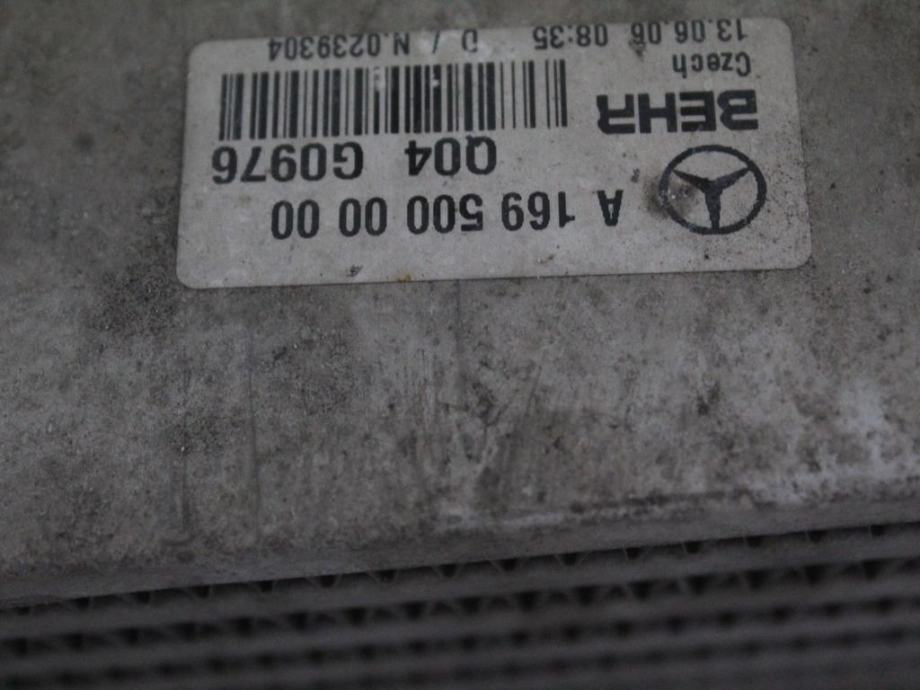 A 169 500 00 00
Q04 G0976
BEHR
Czech
13.06.06 08:35 D / N.0239304